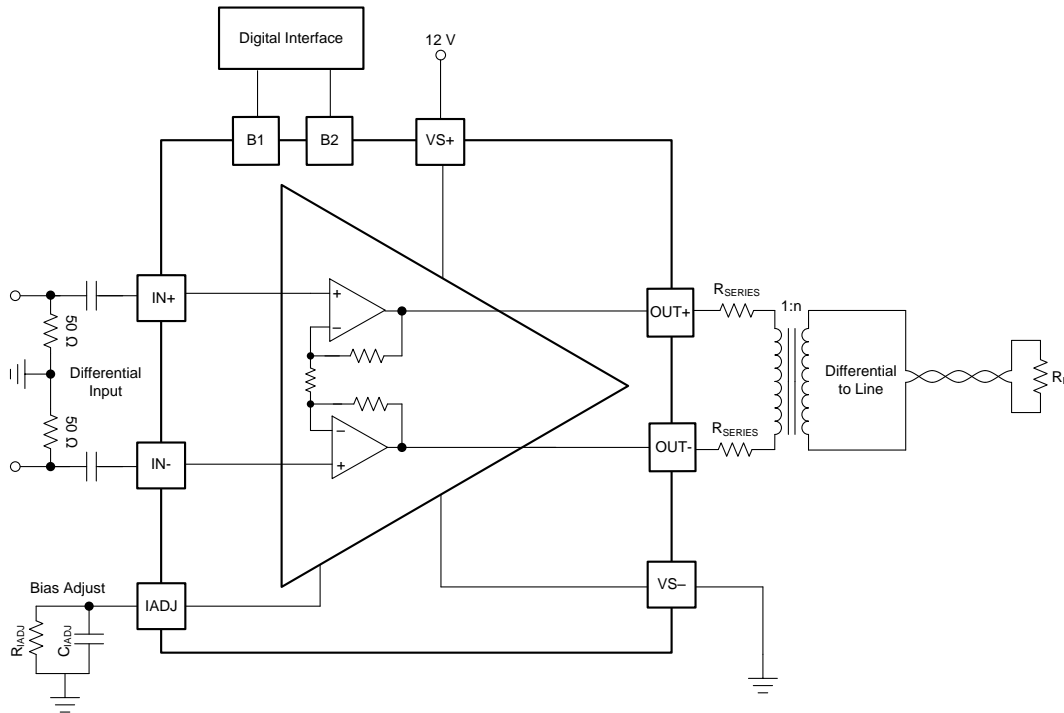 Digital Interface
12 V
B1
B2
VS+
IN+
50 Ω
Differential
Input
50 Ω
IN-
OUT+
RSERIES
1:n
Differential
to Line
RSERIES
OUT-
VS–
Bias Adjust
IADJ
RIADJ
CIADJ